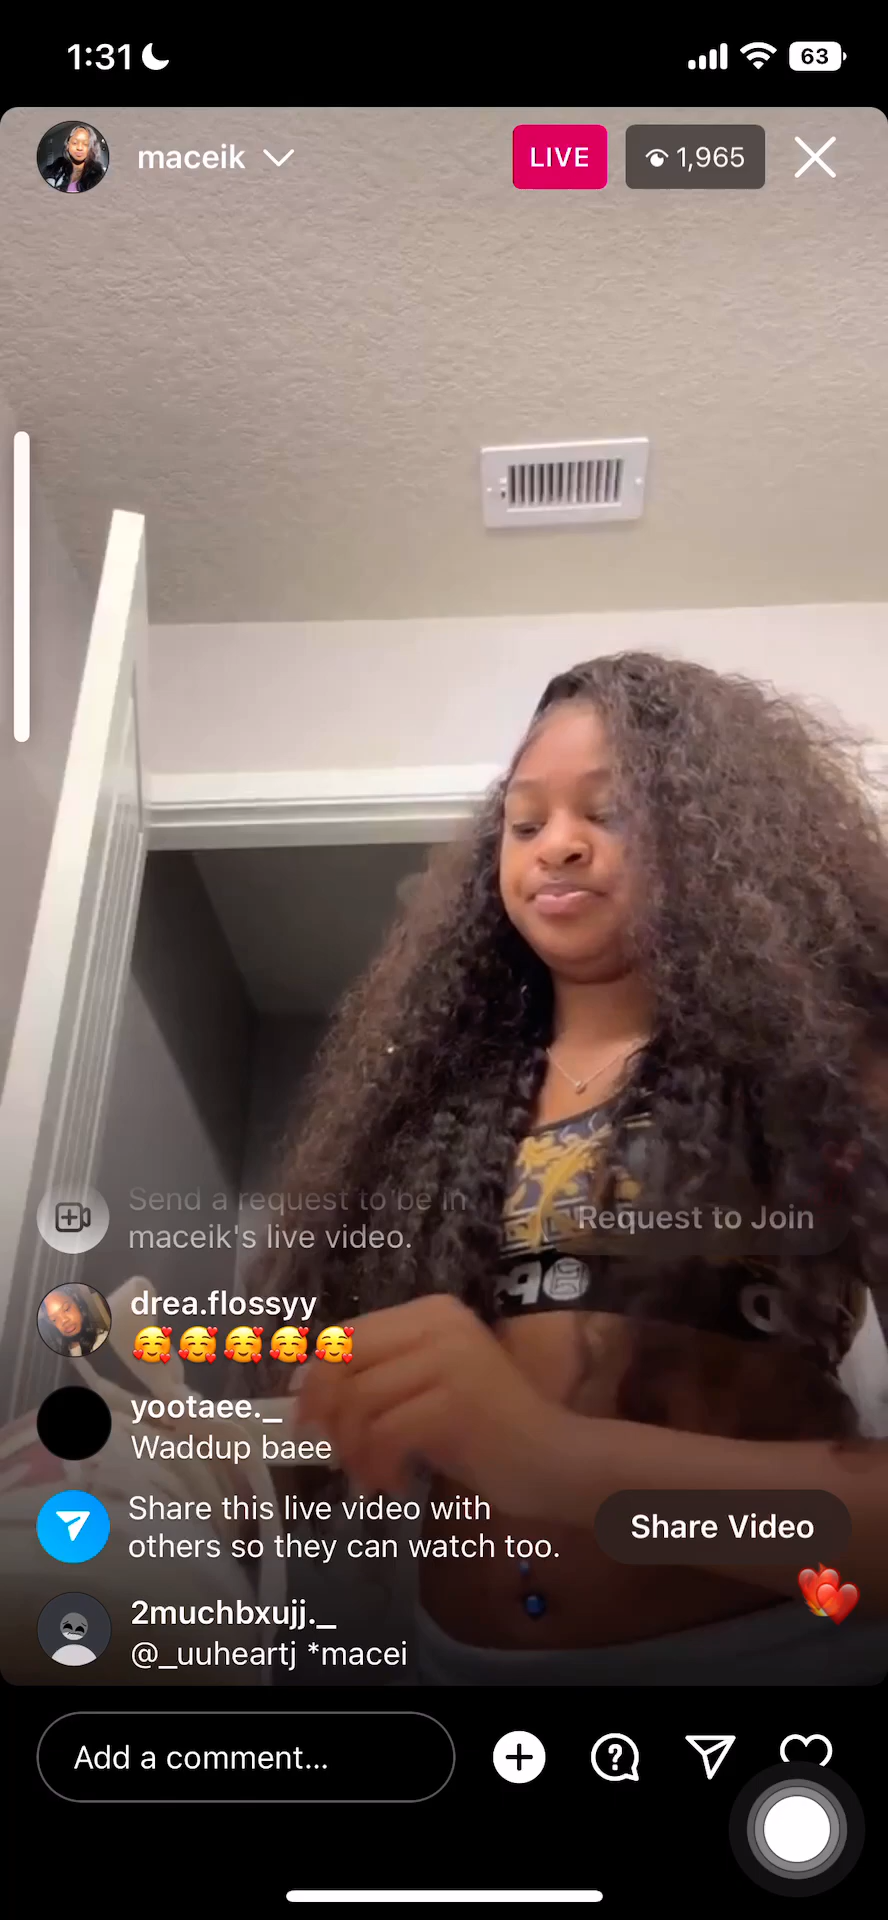 1:31
63
maceik
LIVE
1,965
Send a request to be in
maceik's live video.
Request to Join
drea.flossyy
🥰🥰🥰🥰🥰
yootaee._
Waddup baee
Share this live video with
others so they can watch too.
Share Video
2muchbxujj._
@_uuheartj *macei
Add a comment...